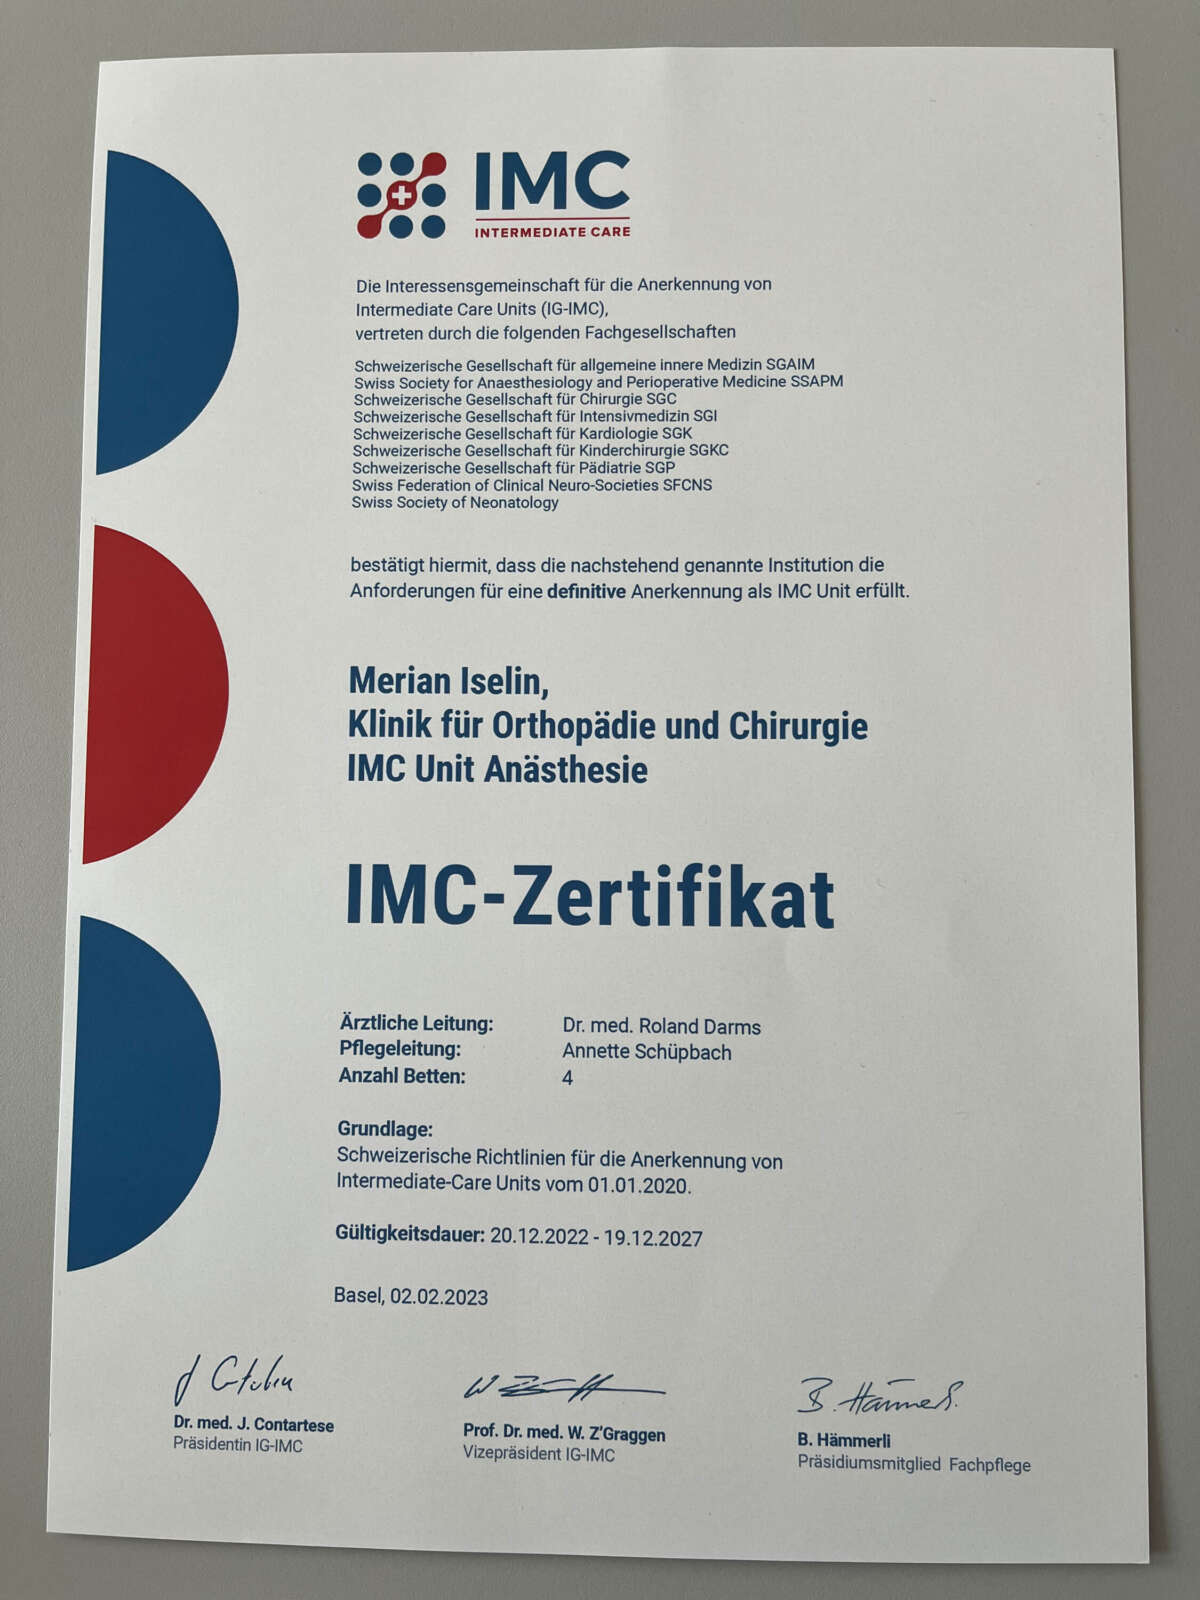 IMC
INTERMEDIATE CARE
Die Interessensgemeinschaft für die Anerkennung von
Intermediate Care Units (IG-IMC),
vertreten durch die folgenden Fachgesellschaften
Schweizerische Gesellschaft für allgemeine innere Medizin SGAIM
Swiss Society for Anaesthesiology and Perioperative Medicine SSAPM
Schweizerische Gesellschaft für Chirurgie SGC
Schweizerische Gesellschaft für Intensivmedizin SGI
Schweizerische Gesellschaft für Kardiologie SGK
Schweizerische Gesellschaft für Kinderchirurgie SGKC
Schweizerische Gesellschaft für Pädiatrie SGP
Swiss Federation of Clinical Neuro-Societies SFCNS
Swiss Society of Neonatology
bestätigt hiermit, dass die nachstehend genannte Institution die
Anforderungen für eine definitive Anerkennung als IMC Unit erfüllt.
Merian Iselin,
Klinik für Orthopädie und Chirurgie
IMC Unit Anästhesie
IMC-Zertifikat
Ärztliche Leitung: Dr. med. Roland Darms
Pflegeleitung: Annette Schüpbach
Anzahl Betten: 4
Grundlage:
Schweizerische Richtlinien für die Anerkennung von
Intermediate-Care Units vom 01.01.2020.
Gültigkeitsdauer: 20.12.2022 - 19.12.2027
Basel, 02.02.2023
B. Hämmerli
Dr. med. J. Contartese
Präsidentin IG-IMC
Prof. Dr. med. W. Z'Graggen
Vizepräsident IG-IMC
B. Hämmerli
Präsidiumsmitglied Fachpflege